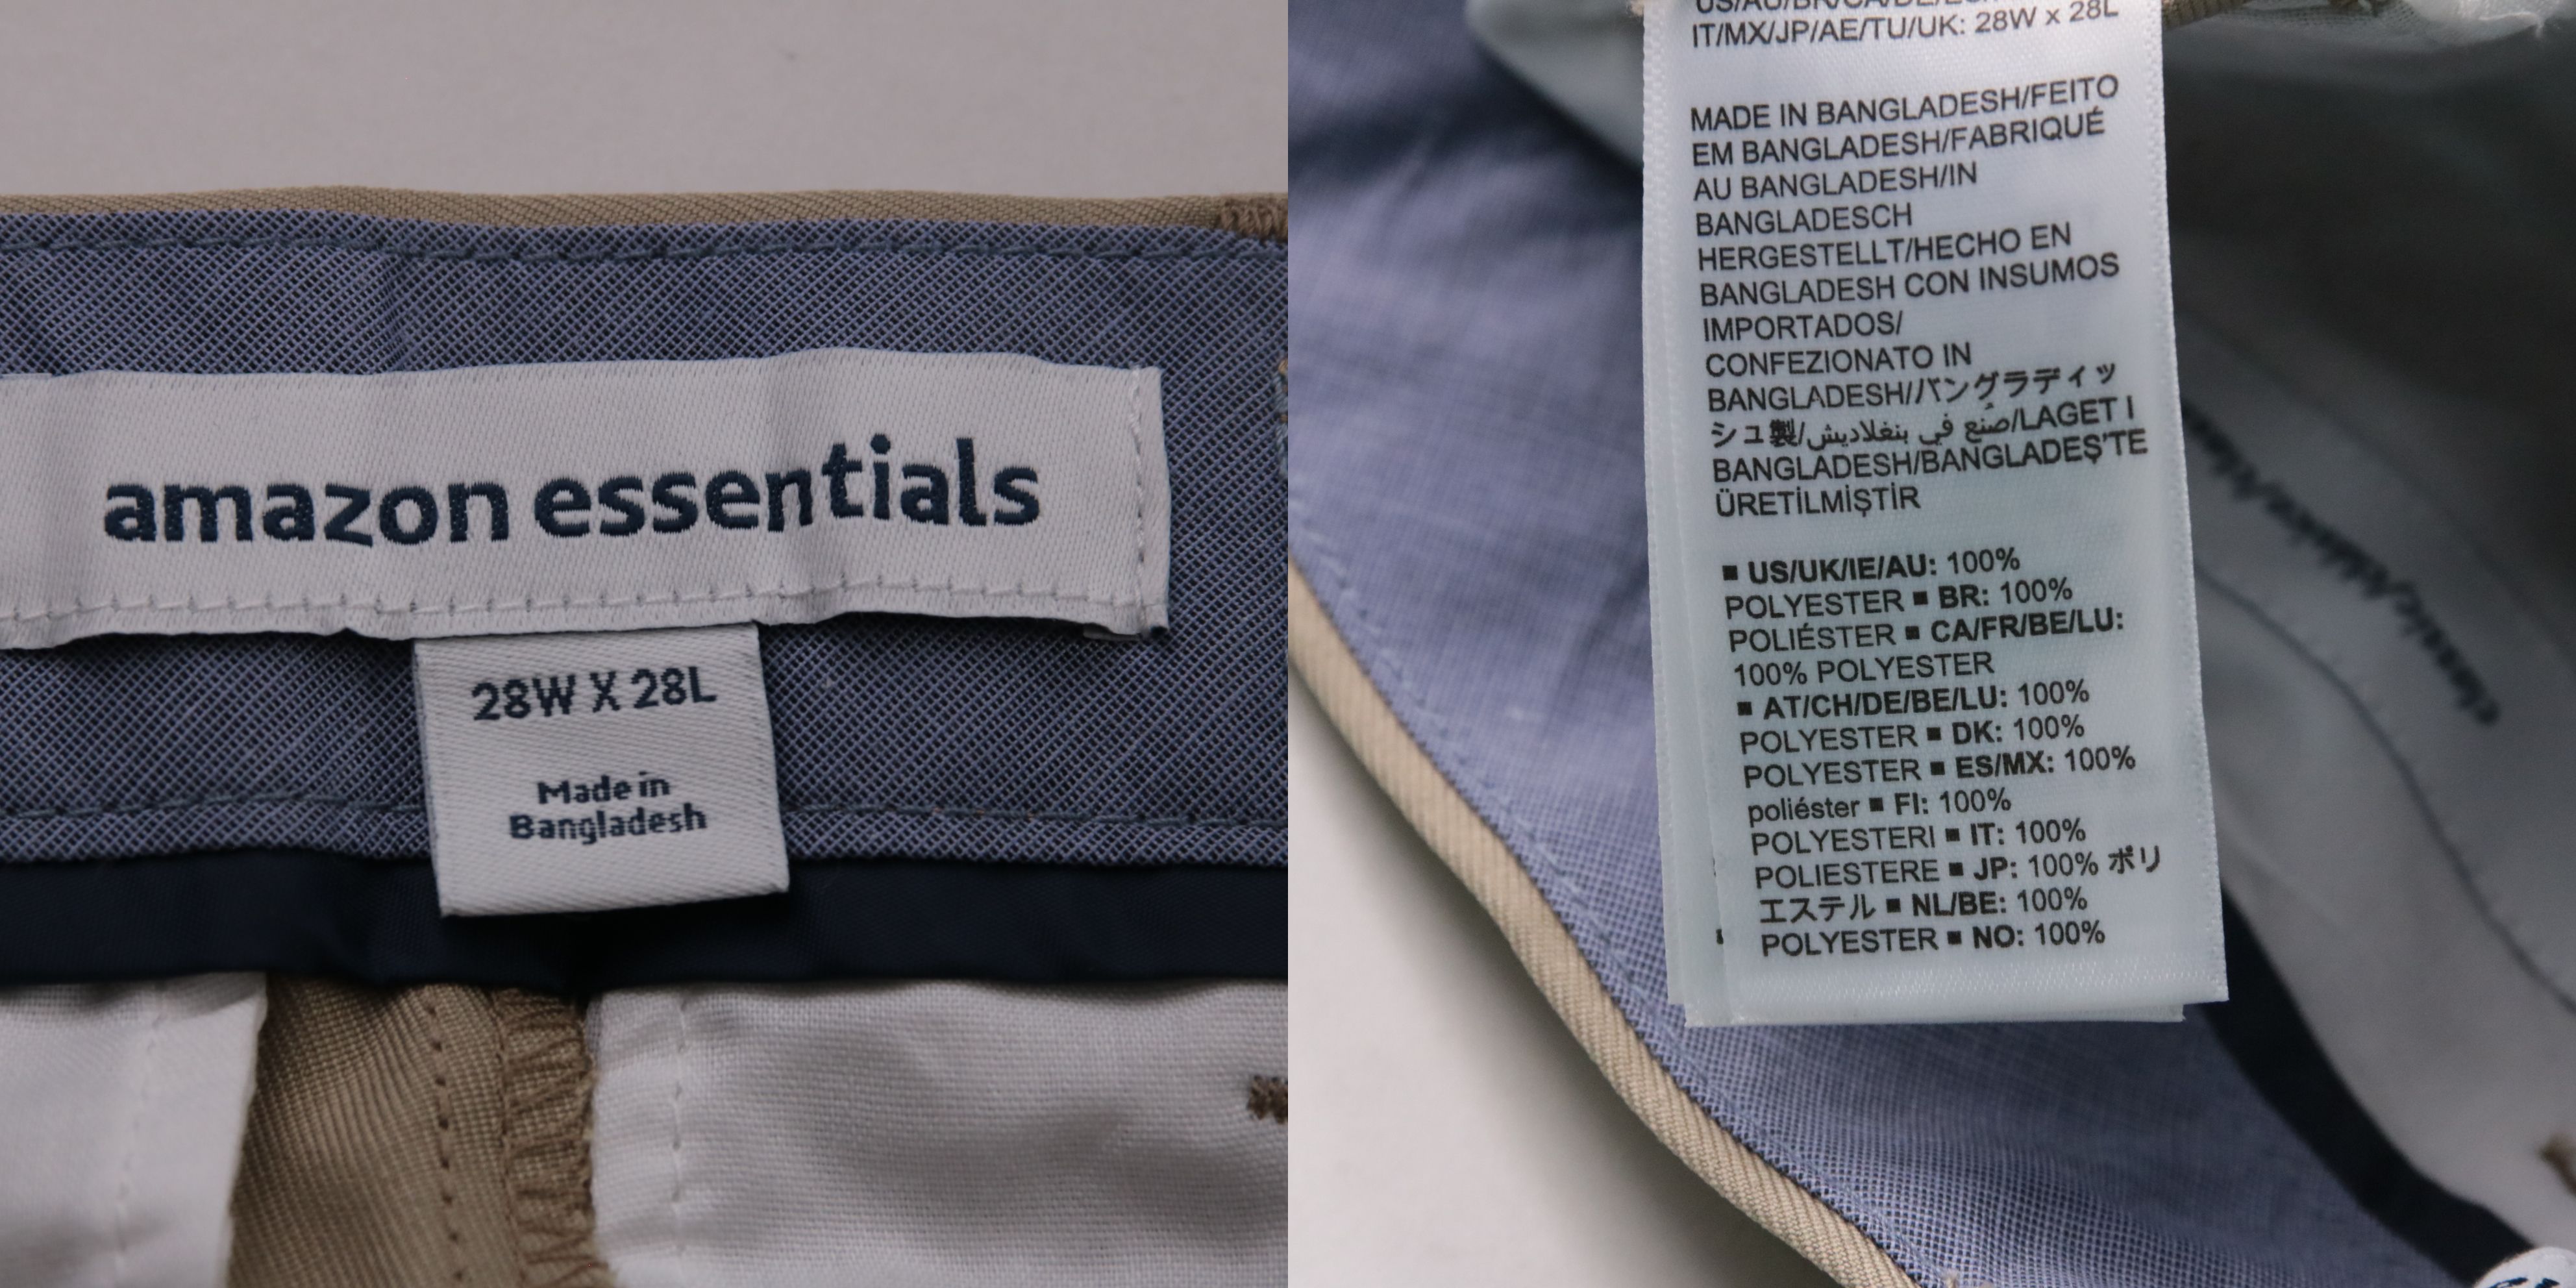 amazon essentials
28W X 28L
Made in
Bangladesh
IT/MX/JP/AE/TU/UK: 28W x 28L
MADE IN BANGLADESH/FEITO
EM BANGLADESH/FABRIQUÉ
AU BANGLADESH/IN
BANGLADESCH
HERGESTELLT/HECHO EN
BANGLADESH CON INSUMOS
IMPORTADOS/
CONFEZIONATO IN
BANGLADESH/バングラディッ
シュ製/صُنع في بنغلاديش/LAGET I
BANGLADESH/BANGLADEŞ'TE
ÜRETİLMİŞTİR
■ US/UK/IE/AU: 100%
POLYESTER ■ BR: 100%
POLIÉSTER ■ CA/FR/BE/LU:
100% POLYESTER
■ AT/CH/DE/BE/LU: 100%
POLYESTER ■ DK: 100%
POLYESTER ■ ES/MX: 100%
poliéster ■ FI: 100%
POLYESTERI ■ IT: 100%
POLIESTERE ■ JP: 100% ポリ
エステル ■ NL/BE: 100%
POLYESTER ■ NO: 100%